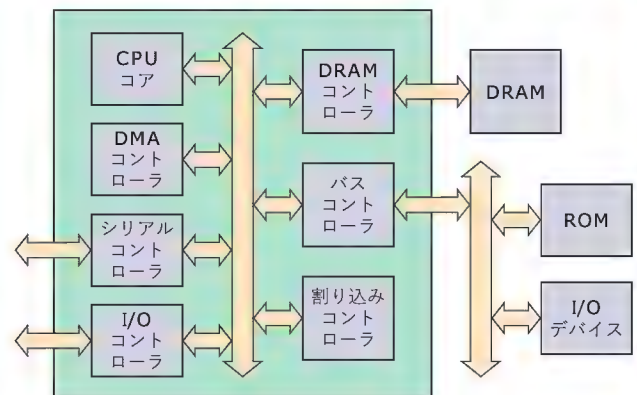 CPU
コア
DMA
コント
ローラ
シリアル
コント
ローラ
I/O
コント
ローラ
DRAM
コント
ローラ
バス
コント
ローラ
割り込み
コント
ローラ
DRAM
ROM
I/O
デバイス